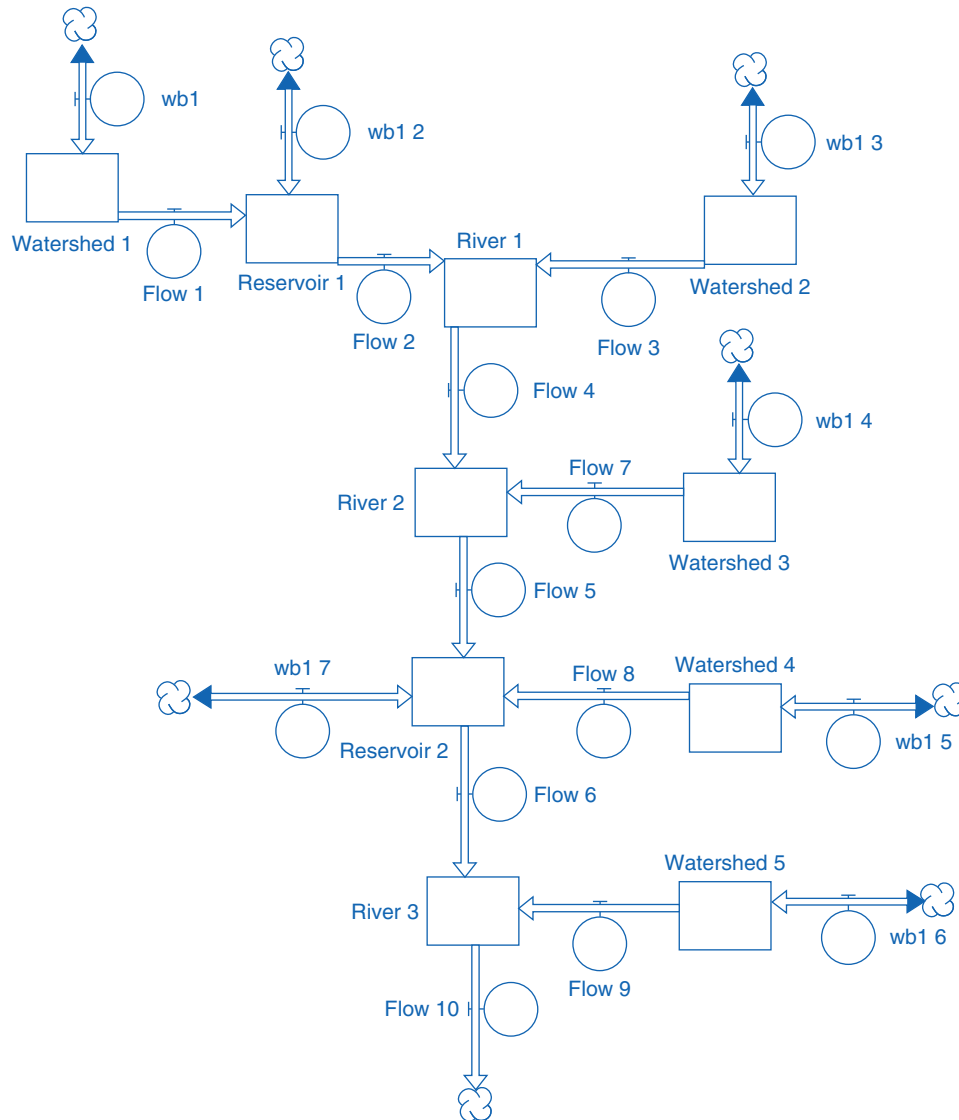 wb1
wb1 2
wb1 3
Watershed 1
River 1
Reservoir 1
Watershed 2
Flow 1
Flow 2
Flow 3
Flow 4
wb1 4
Flow 7
River 2
Watershed 3
Flow 5
wb1 7
Flow 8
Watershed 4
Reservoir 2
wb1 5
Flow 6
Watershed 5
River 3
wb1 6
Flow 9
Flow 10